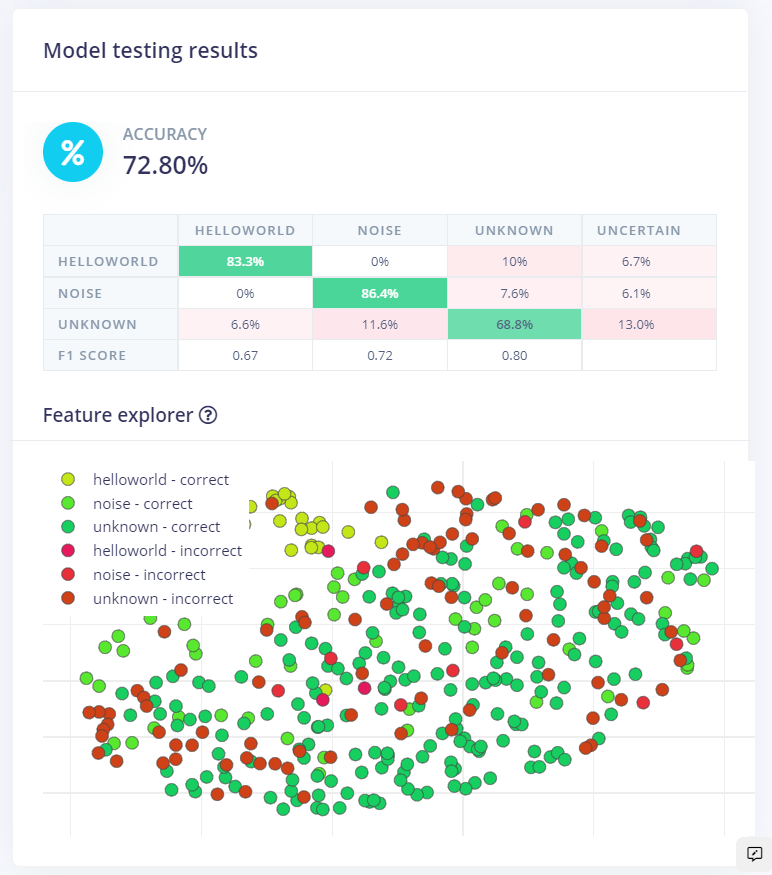 Model testing results
%
ACCURACY
72.80%
HELLOWORLD NOISE UNKNOWN UNCERTAIN
HELLOWORLD 83.3% 0% 10% 6.7%
NOISE 0% 86.4% 7.6% 6.1%
UNKNOWN 6.6% 11.6% 68.8% 13.0%
F1 SCORE 0.67 0.72 0.80
Feature explorer ?
helloworld - correct
noise - correct
unknown - correct
helloworld - incorrect
noise - incorrect
unknown - incorrect